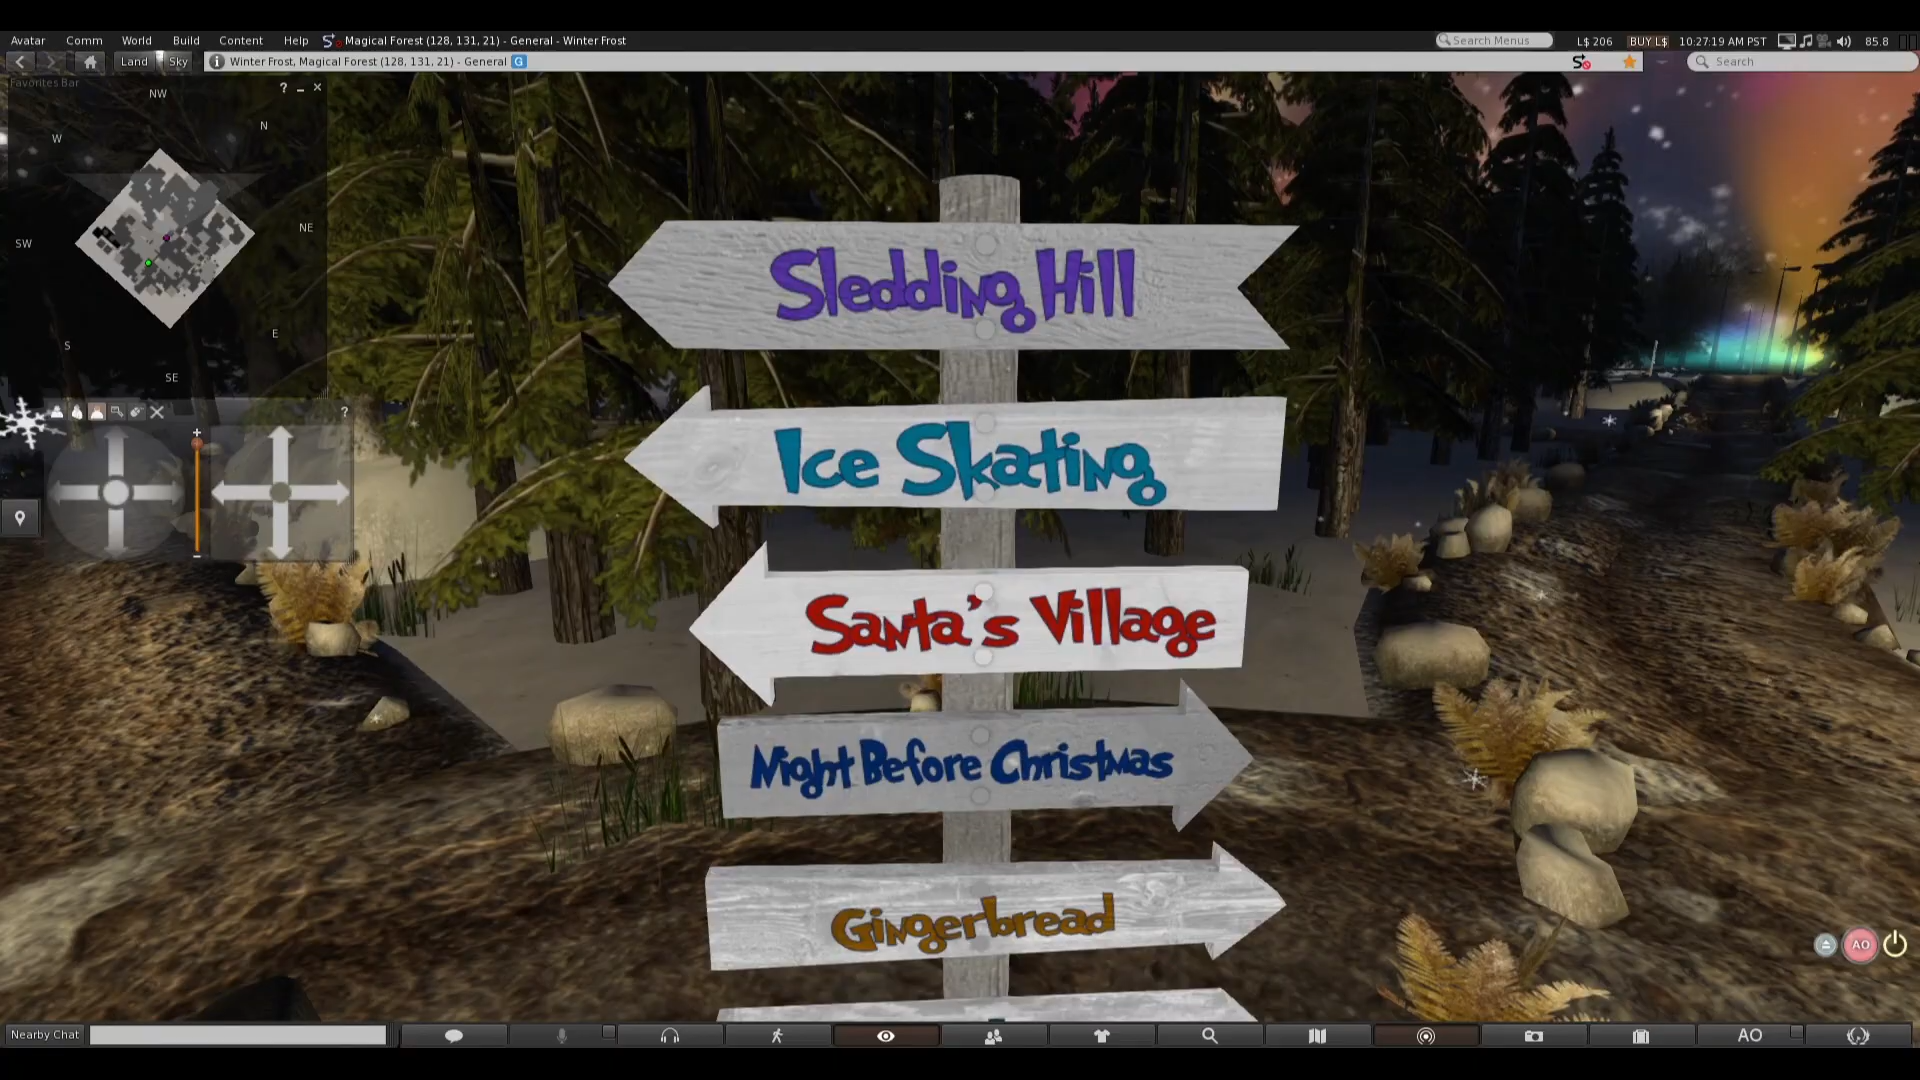 Avatar Comm World Build Content Help Magical Forest (128, 131, 21) - General - Winter Frost Search Menus L$ 206 BUY L$ 10:27:19 AM PST 85.8
Land Sky Winter Frost, Magical Forest (128, 131, 21) - General G Search
Favorites Bar
NW
N
W
NE
SW
E
S
SE
Sledding Hill
Ice Skating
Santa's Village
Night Before Christmas
Gingerbread
AO
Nearby Chat AO